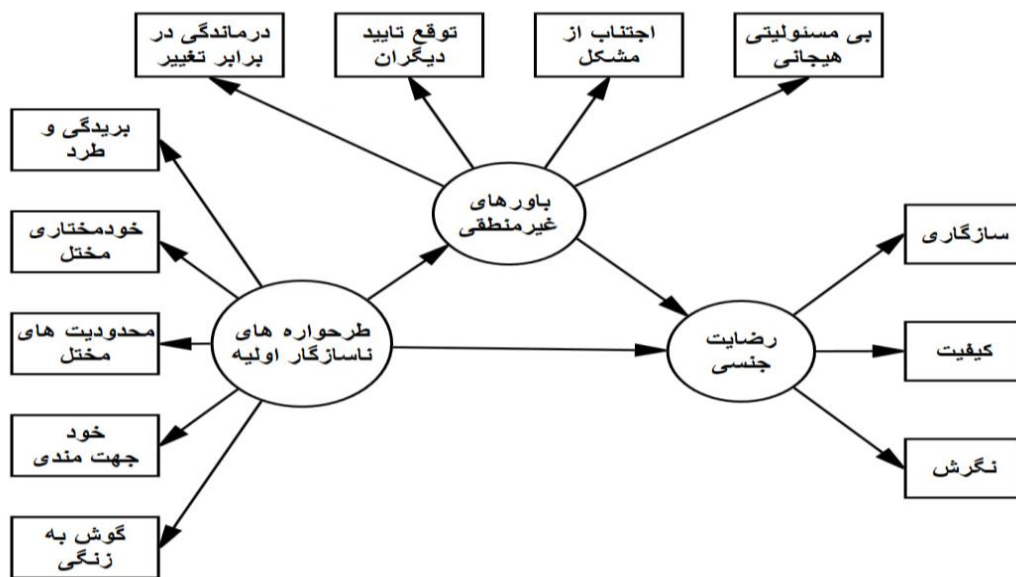 درماندگی در
برابر تغییر
توقع تایید
دیگران
اجتناب از
مشکل
بی مسئولیتی
هیجانی
بریدگی و
طرد
خودمختاری
مختل
محدودیت های
مختل
خود
جهت مندی
گوش به
زنگی
باورهای
غیرمنطقی
طرحواره های
ناسازگار اولیه
رضایت
جنسی
سازگاری
کیفیت
نگرش